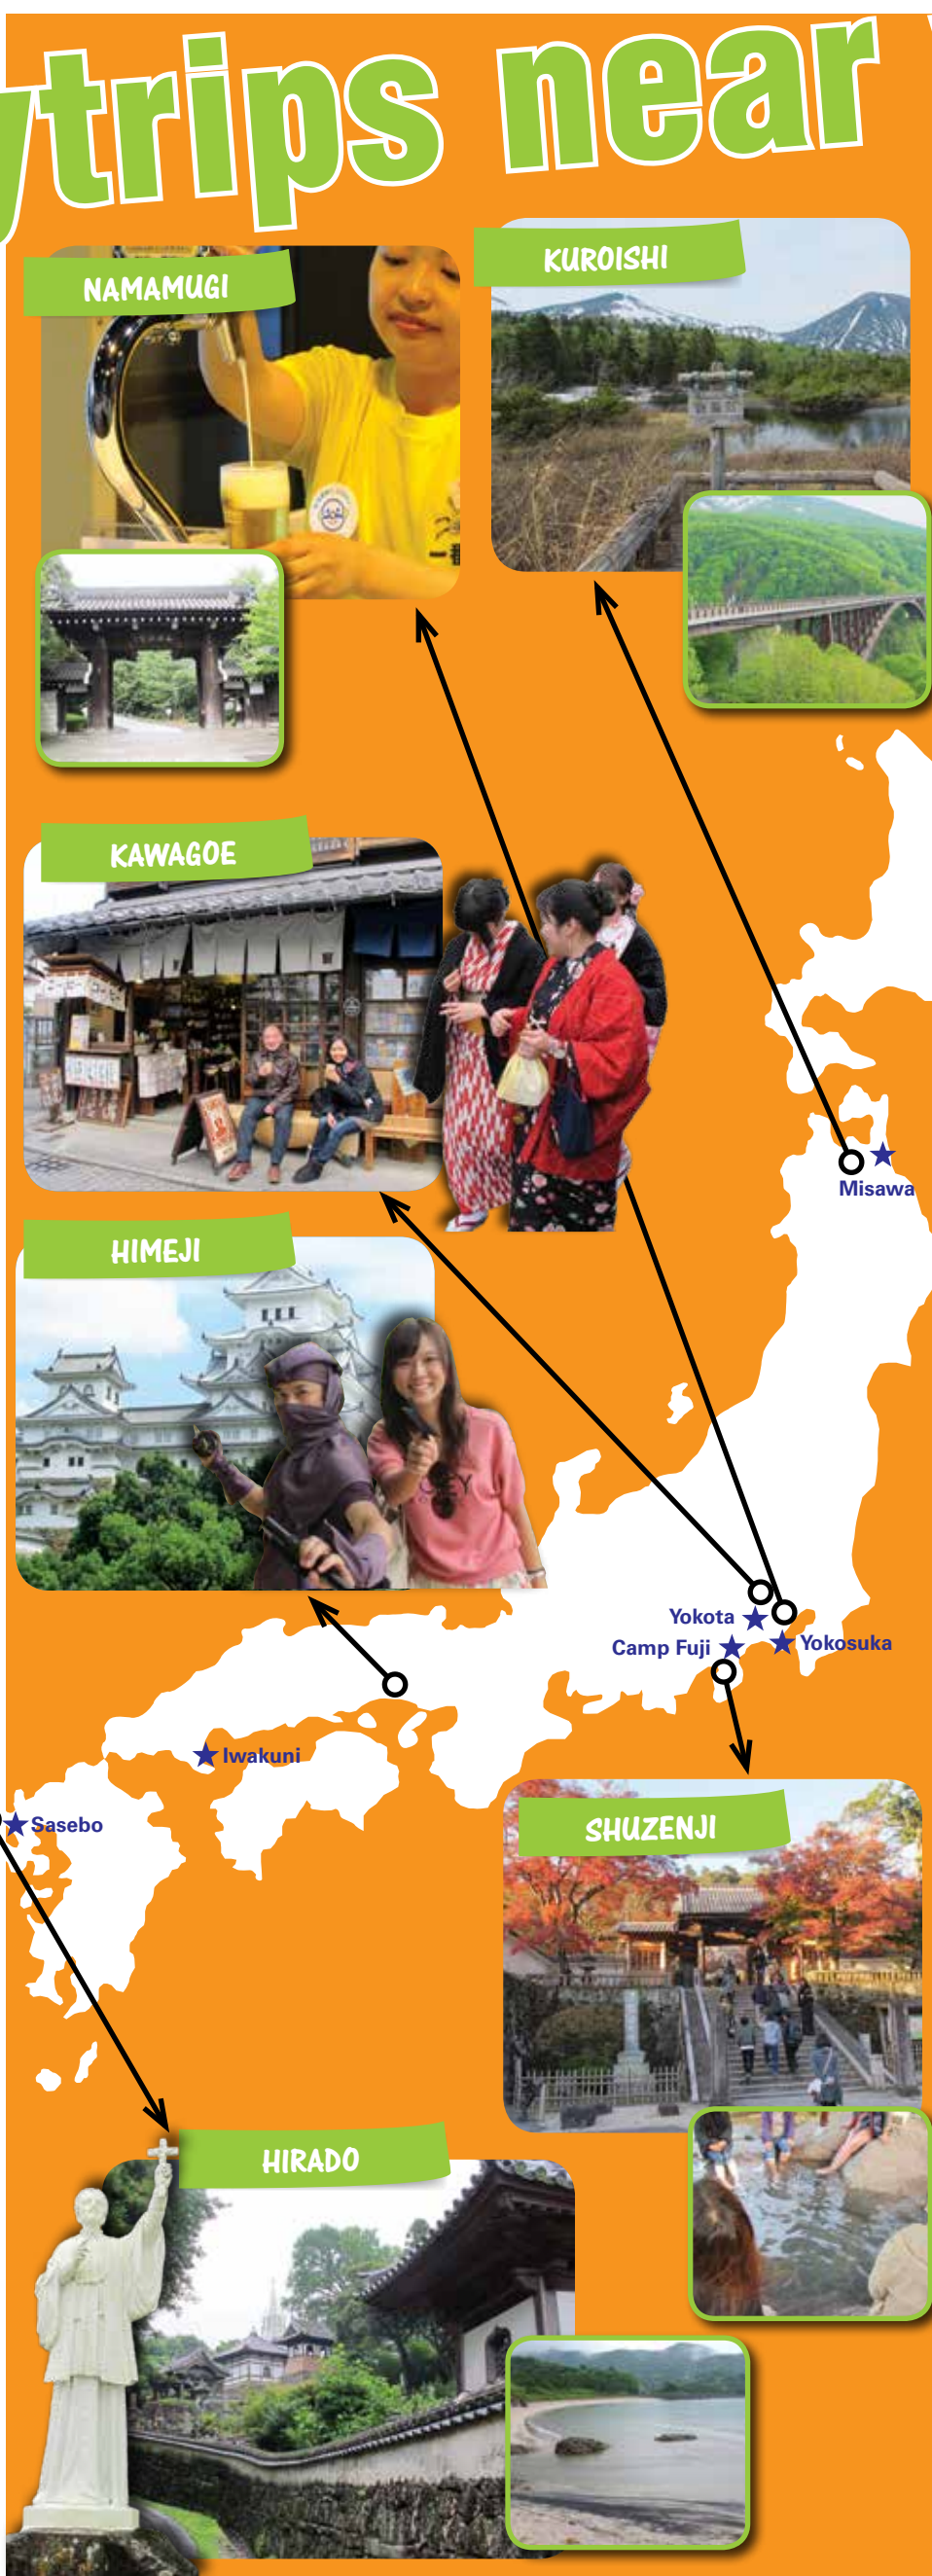 ytrips near
NAMAMUGI
KUROISHI
KAWAGOE
HIMEJI
Misawa
Yokota
Camp Fuji
Yokosuka
Iwakuni
Sasebo
SHUZENJI
HIRADO